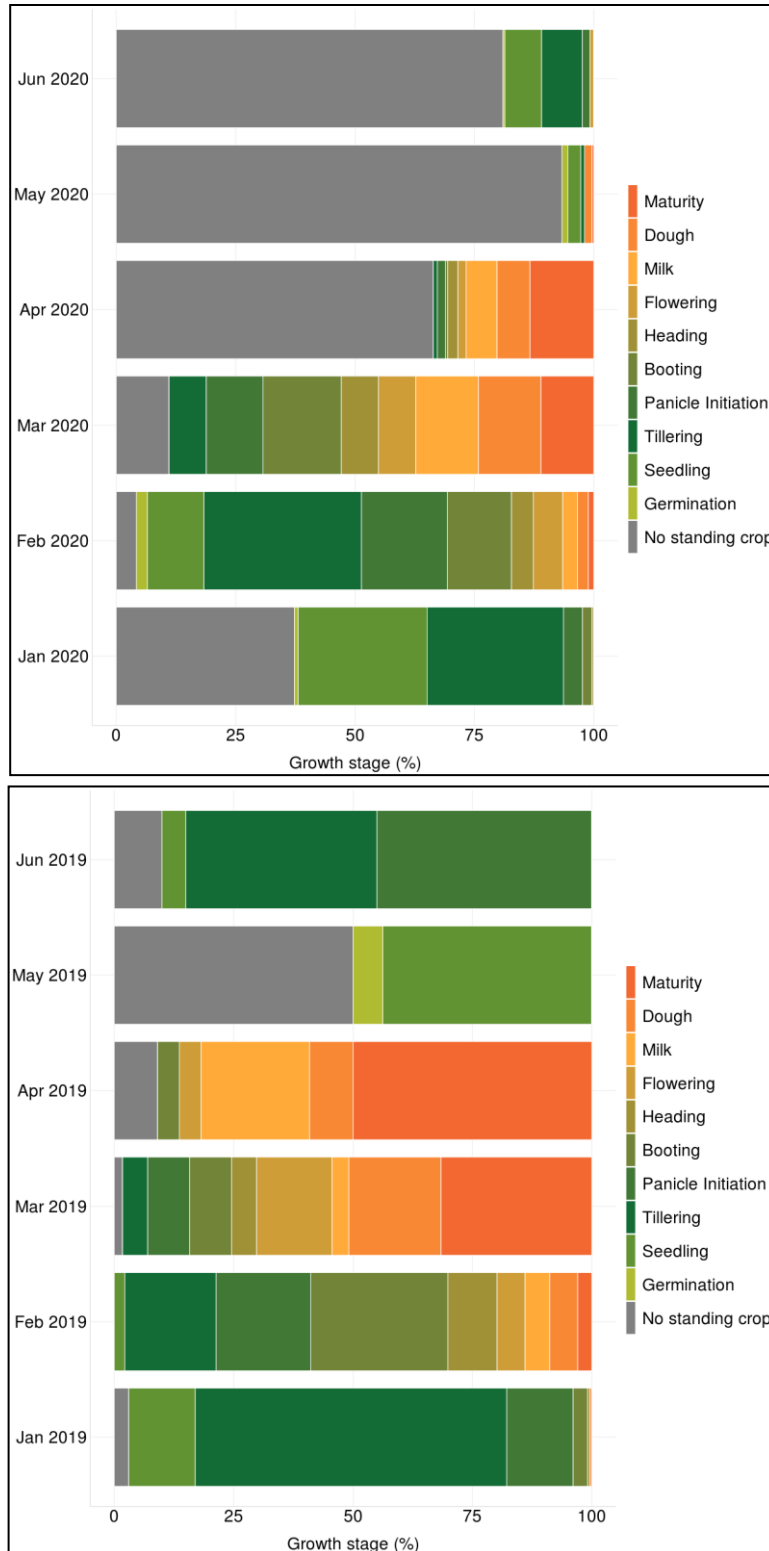 Jun 2020
May 2020
Apr 2020
Mar 2020
Feb 2020
Jan 2020
0 25 50 75 100
Growth stage (%)
Maturity
Dough
Milk
Flowering
Heading
Booting
Panicle Initiation
Tillering
Seedling
Germination
No standing crop
Jun 2019
May 2019
Apr 2019
Mar 2019
Feb 2019
Jan 2019
0 25 50 75 100
Growth stage (%)
Maturity
Dough
Milk
Flowering
Heading
Booting
Panicle Initiation
Tillering
Seedling
Germination
No standing crop